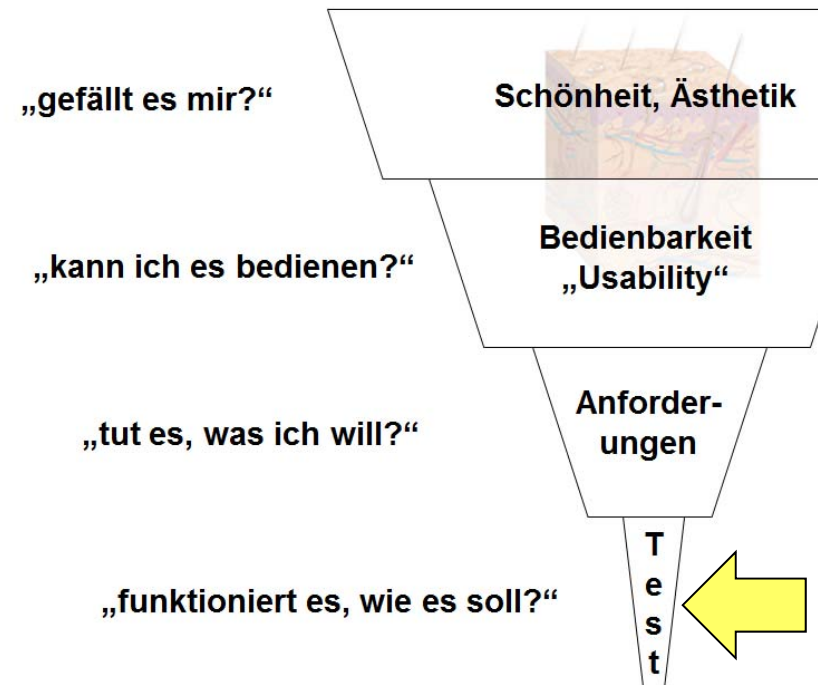 „gefällt es mir?“
Schönheit, Ästhetik
„kann ich es bedienen?“
Bedienbarkeit
„Usability“
„tut es, was ich will?“
Anforder-
ungen
„funktioniert es, wie es soll?“
T
e
s
t